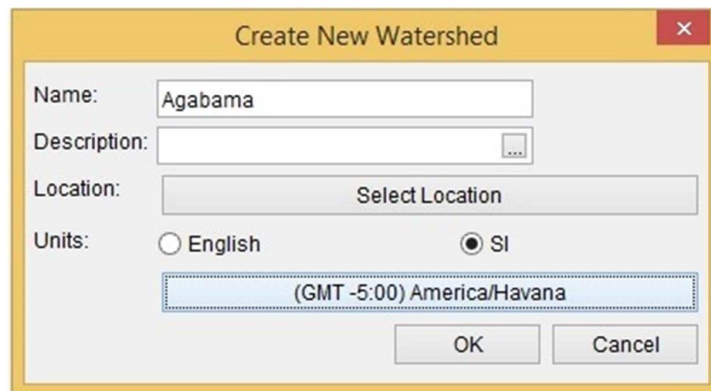 Create New Watershed
Name: Agabama
Description: ...
Location: Select Location
Units: English SI
(GMT -5:00) America/Havana
OK Cancel